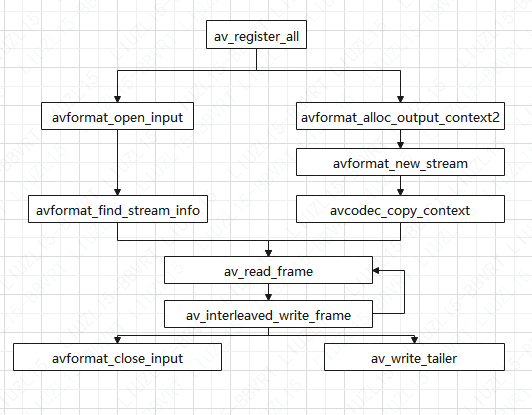 av_register_all
avformat_open_input
avformat_alloc_output_context2
avformat_new_stream
avformat_find_stream_info
avcodec_copy_context
av_read_frame
av_interleaved_write_frame
avformat_close_input
av_write_tailer